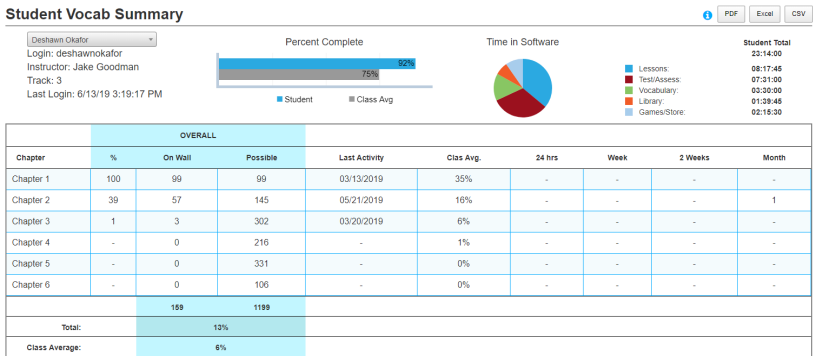 Student Vocab Summary
PDF Excel CSV
Deshawn Okafor
Login: deshawnokafor
Instructor: Jake Goodman
Track: 3
Last Login: 6/13/19 3:19:17 PM
Percent Complete
92%
75%
Student Class Avg
Time in Software
Student Total
23:14:00
Lessons: 08:17:45
Test/Assess: 07:31:00
Vocabulary: 03:30:00
Library: 01:39:45
Games/Store: 02:15:30
OVERALL
Chapter % On Wall Possible Last Activity Clas Avg. 24 hrs Week 2 Weeks Month
Chapter 1 100 99 99 03/13/2019 35% - - - -
Chapter 2 39 57 145 05/21/2019 16% - - - 1
Chapter 3 1 3 302 03/20/2019 6% - - - -
Chapter 4 - 0 216 - 1% - - - -
Chapter 5 - 0 331 - 0% - - - -
Chapter 6 - 0 106 - 0% - - - -
159 1199
Total: 13%
Class Average: 6%